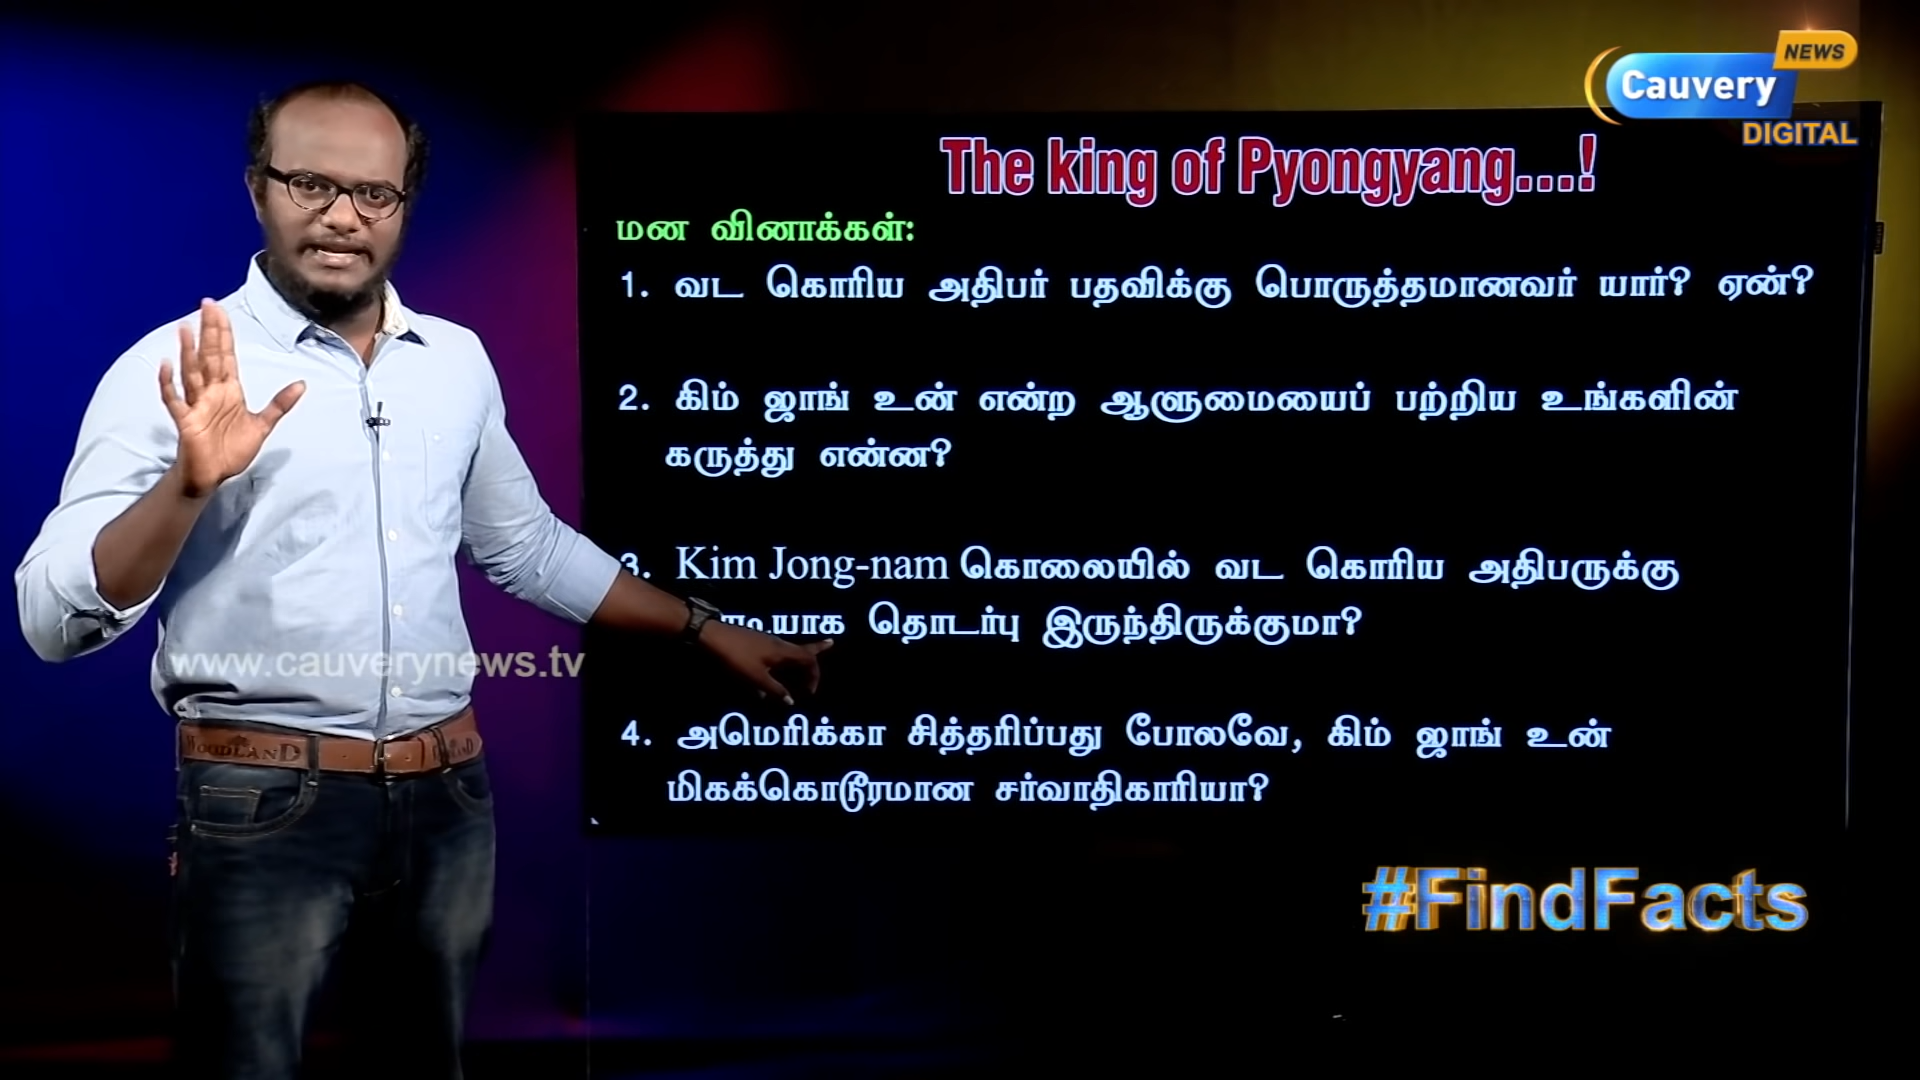 NEWS
Cauvery
DIGITAL
The king of Pyongyang...!
மன வினாக்கள்:
1. வட கொரிய அதிபர் பதவிக்கு பொருத்தமானவர் யார்? ஏன்?
2. கிம் ஜாங் உன் என்ற ஆளுமையைப் பற்றிய உங்களின்
கருத்து என்ன?
3. Kim Jong-nam கொலையில் வட கொரிய அதிபருக்கு
தொடர்பு இருந்திருக்குமா?
www.cauverynews.tv
4. அமெரிக்கா சித்தரிப்பது போலவே, கிம் ஜாங் உன்
மிகக்கொடூரமான சர்வாதிகாரியா?
WOODLAND
#FindFacts